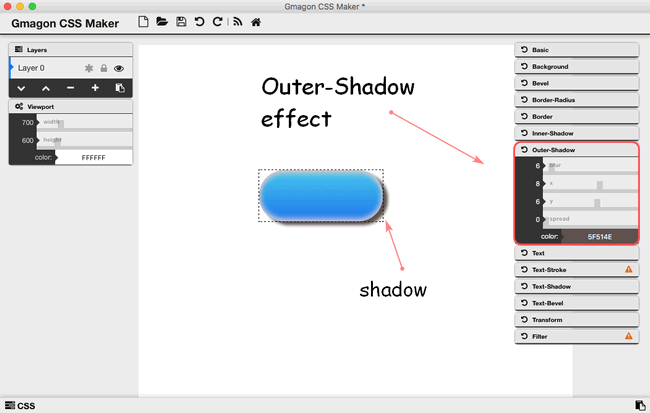 Gmagon CSS Maker *
Gmagon CSS Maker
Layers
Layer 0
Viewport
700 width
600 height
color: FFFFFF
Outer-Shadow
effect
shadow
Basic
Background
Bevel
Border-Radius
Border
Inner-Shadow
Outer-Shadow
6 blur
8 x
6 y
0 spread
color: 5F514E
Text
Text-Stroke
Text-Shadow
Text-Bevel
Transform
Filter
CSS